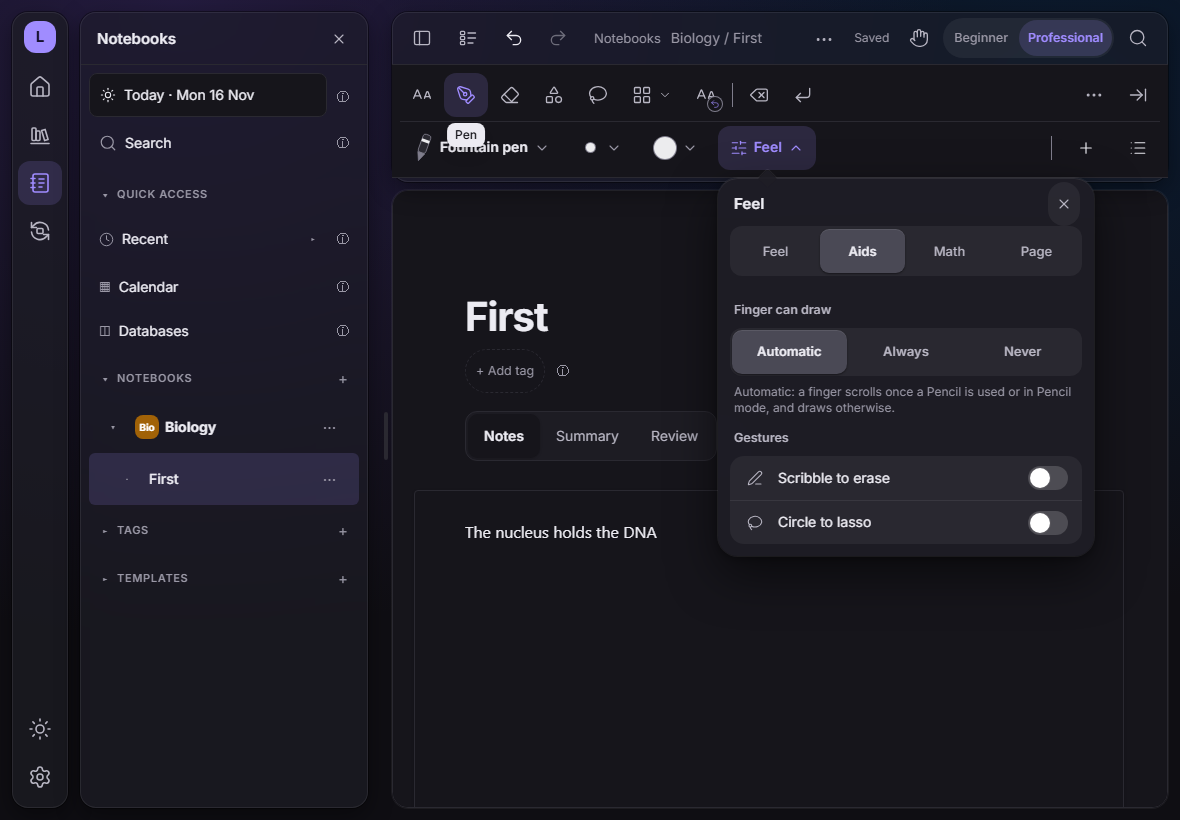 L
Notebooks
Today · Mon 16 Nov
Search
QUICK ACCESS
Recent
Calendar
Databases
NOTEBOOKS
Bio Biology
First
TAGS
TEMPLATES
Notebooks Biology / First
Saved
Beginner Professional
AA
AA
Pen
Fountain pen
Feel
Feel
Feel Aids Math Page
Finger can draw
Automatic Always Never
Automatic: a finger scrolls once a Pencil is used or in Pencil
mode, and draws otherwise.
Gestures
Scribble to erase
Circle to lasso
First
+ Add tag
Notes Summary Review
The nucleus holds the DNA